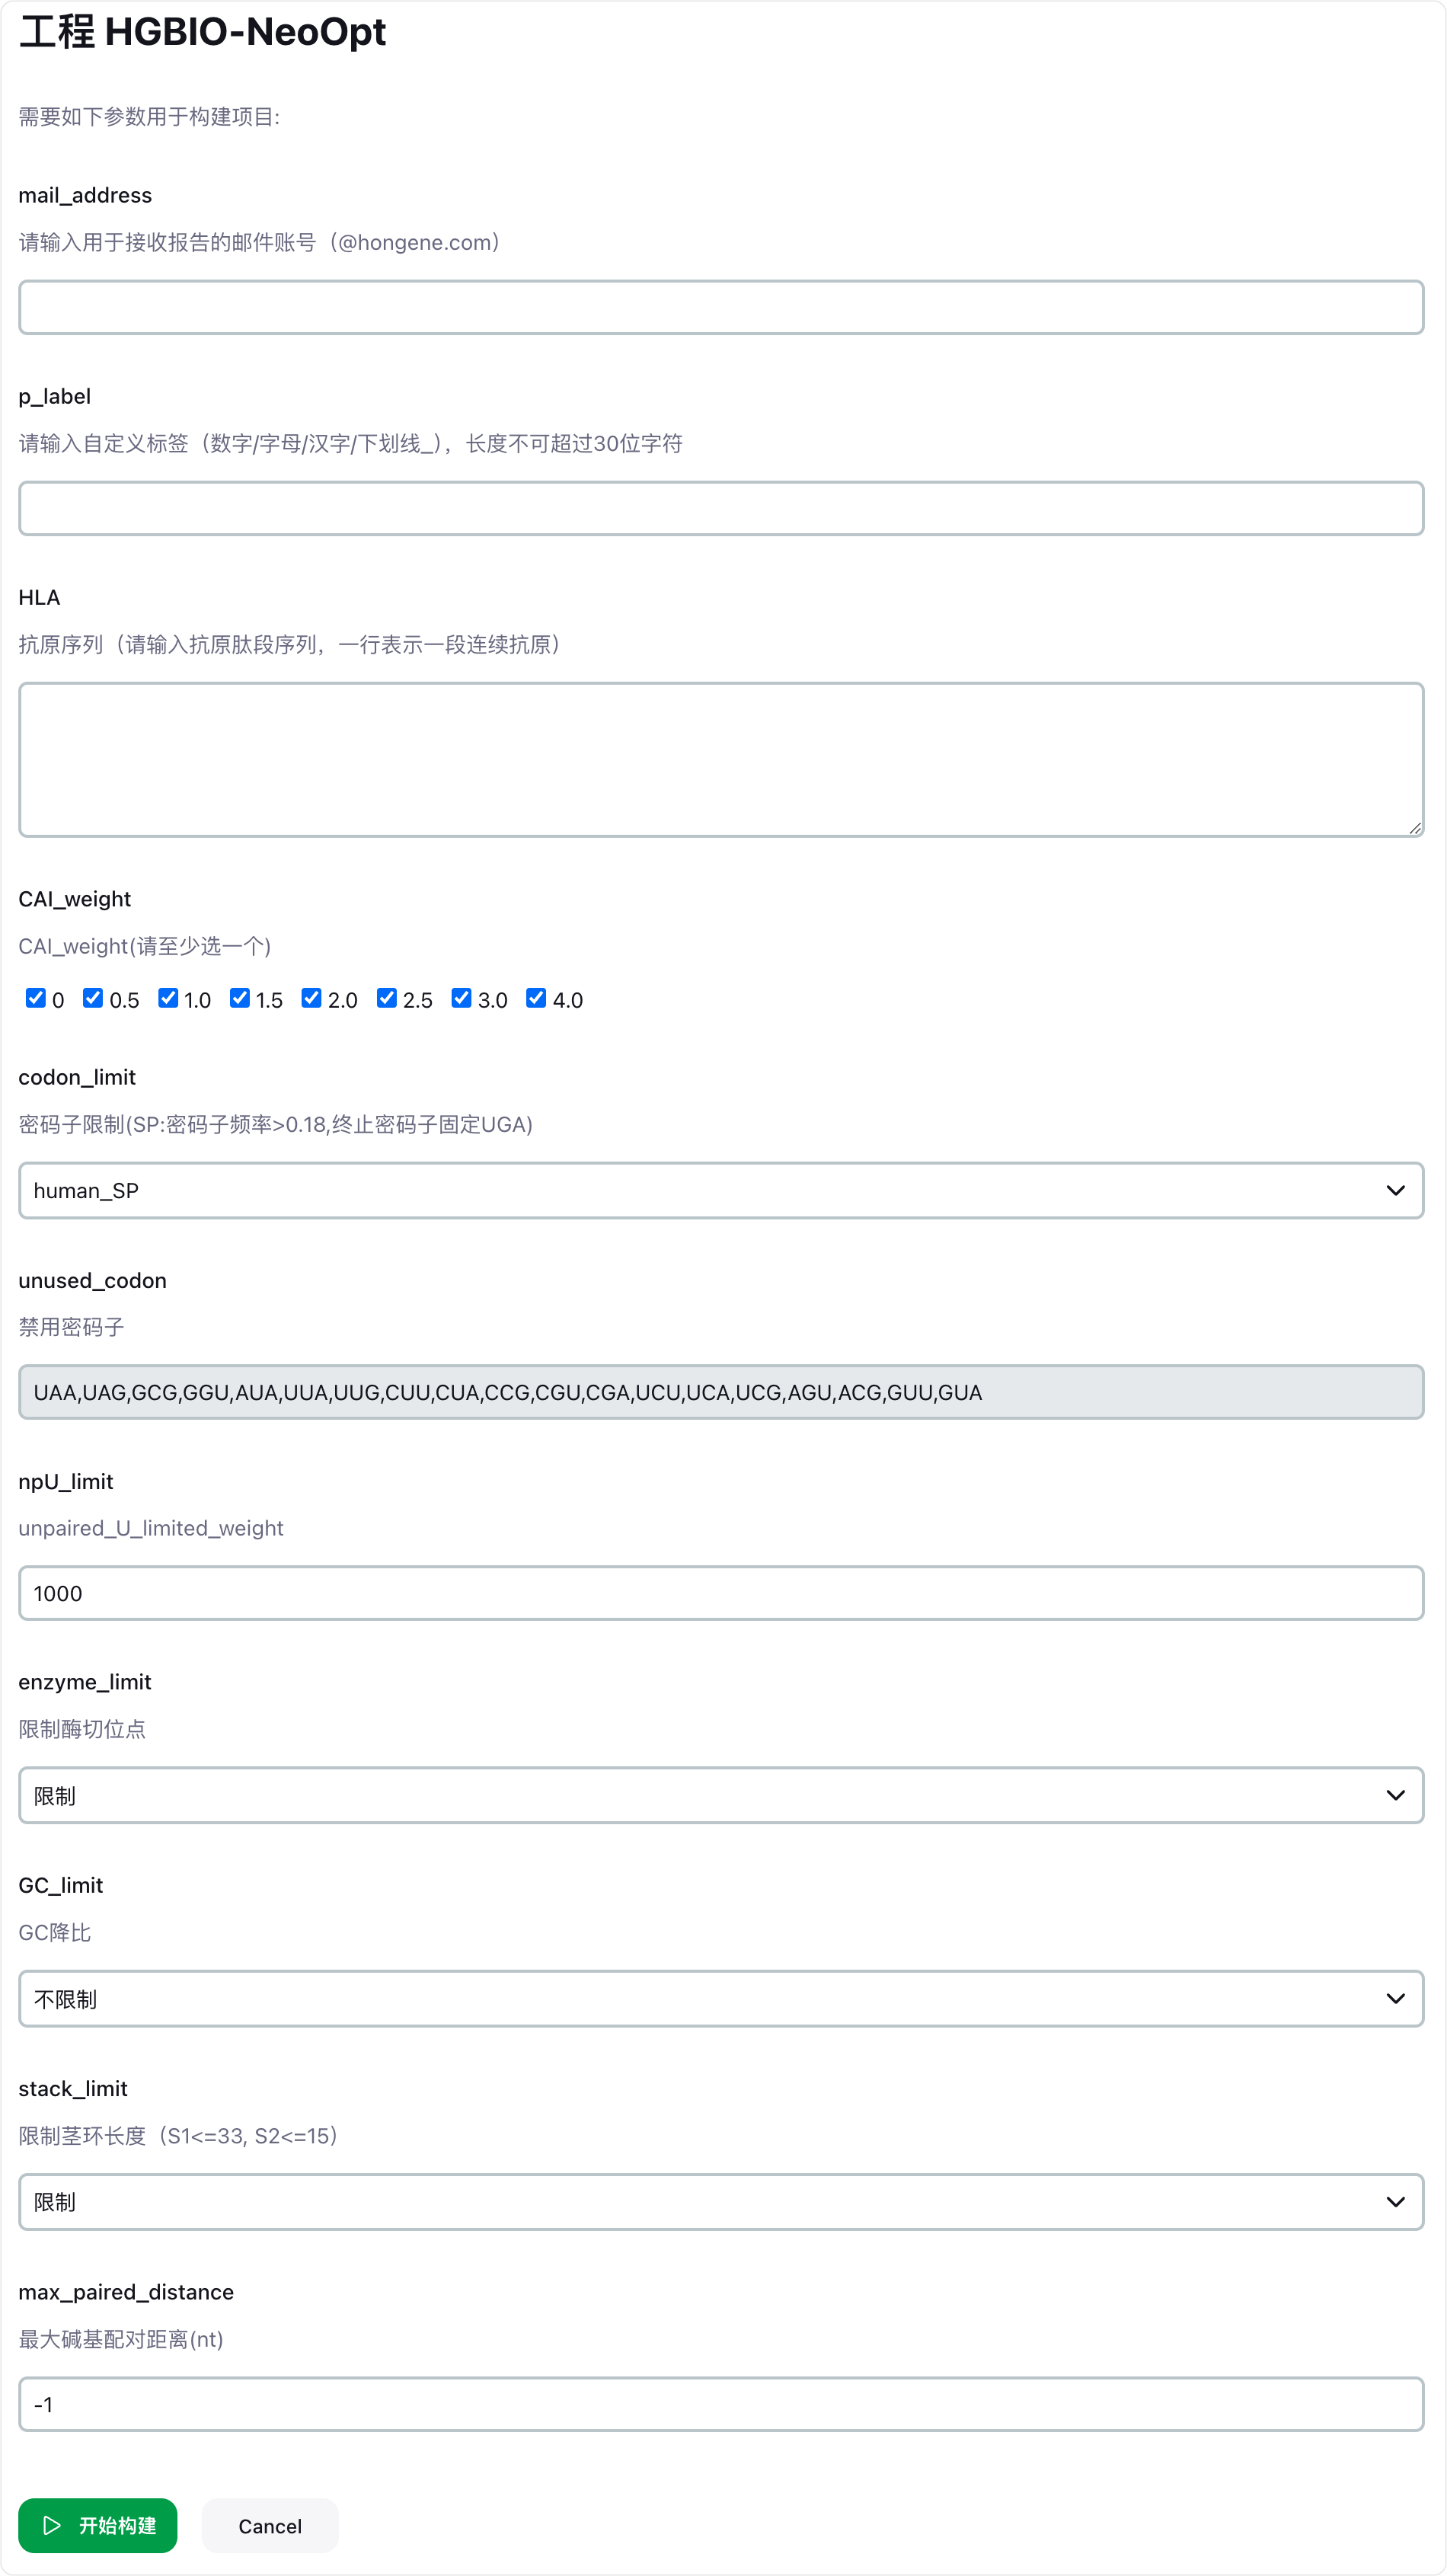 工程 HGBIO-NeoOpt
需要如下参数用于构建项目:
mail_address
请输入用于接收报告的邮件账号（@hongene.com）
p_label
请输入自定义标签（数字/字母/汉字/下划线_），长度不可超过30位字符
HLA
抗原序列（请输入抗原肽段序列，一行表示一段连续抗原）
CAI_weight
CAI_weight(请至少选一个)
0 0.5 1.0 1.5 2.0 2.5 3.0 4.0
codon_limit
密码子限制(SP:密码子频率>0.18,终止密码子固定UGA)
human_SP
unused_codon
禁用密码子
UAA,UAG,GCG,GGU,AUA,UUA,UUG,CUU,CUA,CCG,CGU,CGA,UCU,UCA,UCG,AGU,ACG,GUU,GUA
npU_limit
unpaired_U_limited_weight
1000
enzyme_limit
限制酶切位点
限制
GC_limit
GC降比
不限制
stack_limit
限制茎环长度（S1<=33, S2<=15）
限制
max_paired_distance
最大碱基配对距离(nt)
-1
开始构建 Cancel